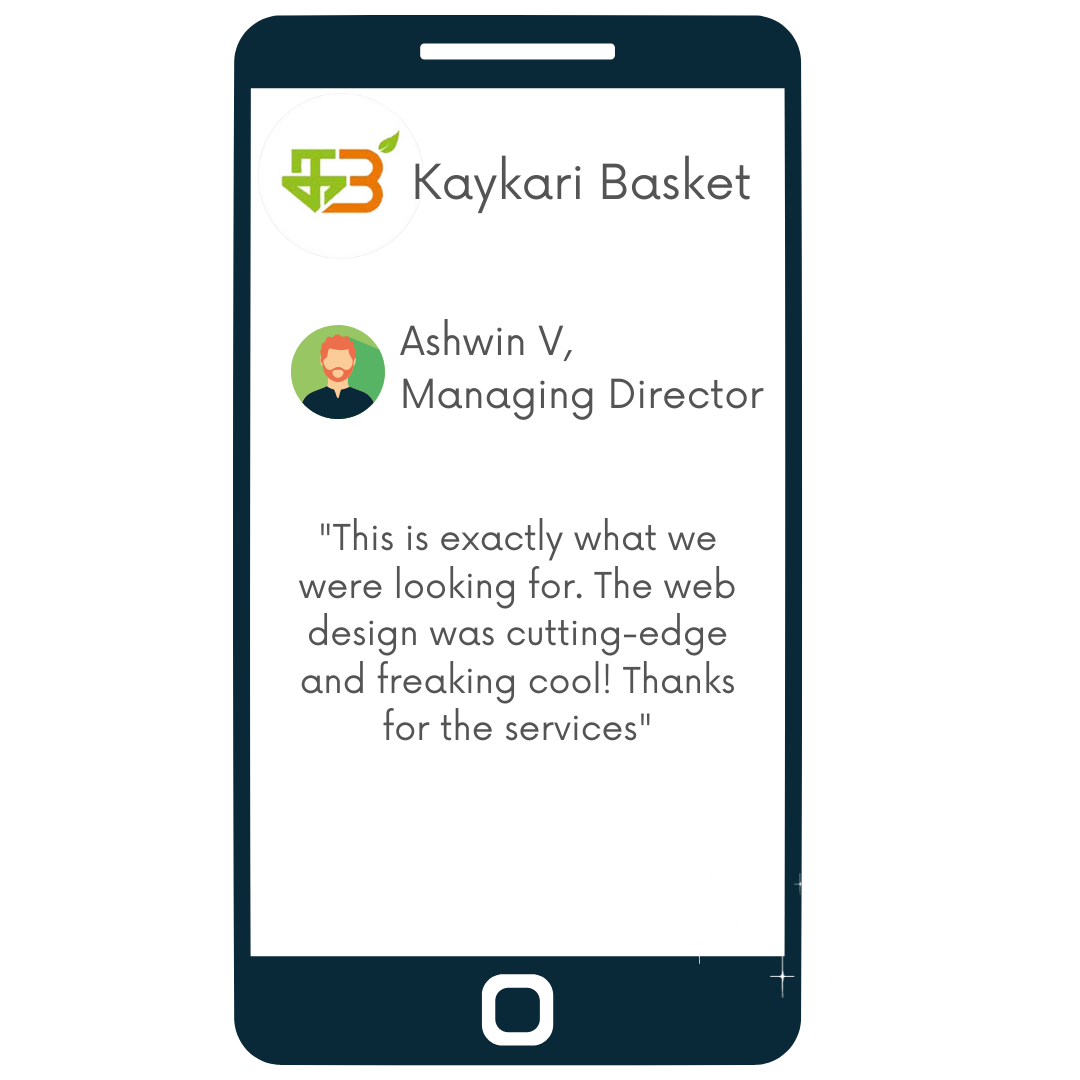 Kaykari Basket
Ashwin V,
Managing Director
"This is exactly what we
were looking for. The web
design was cutting-edge
and freaking cool! Thanks
for the services"